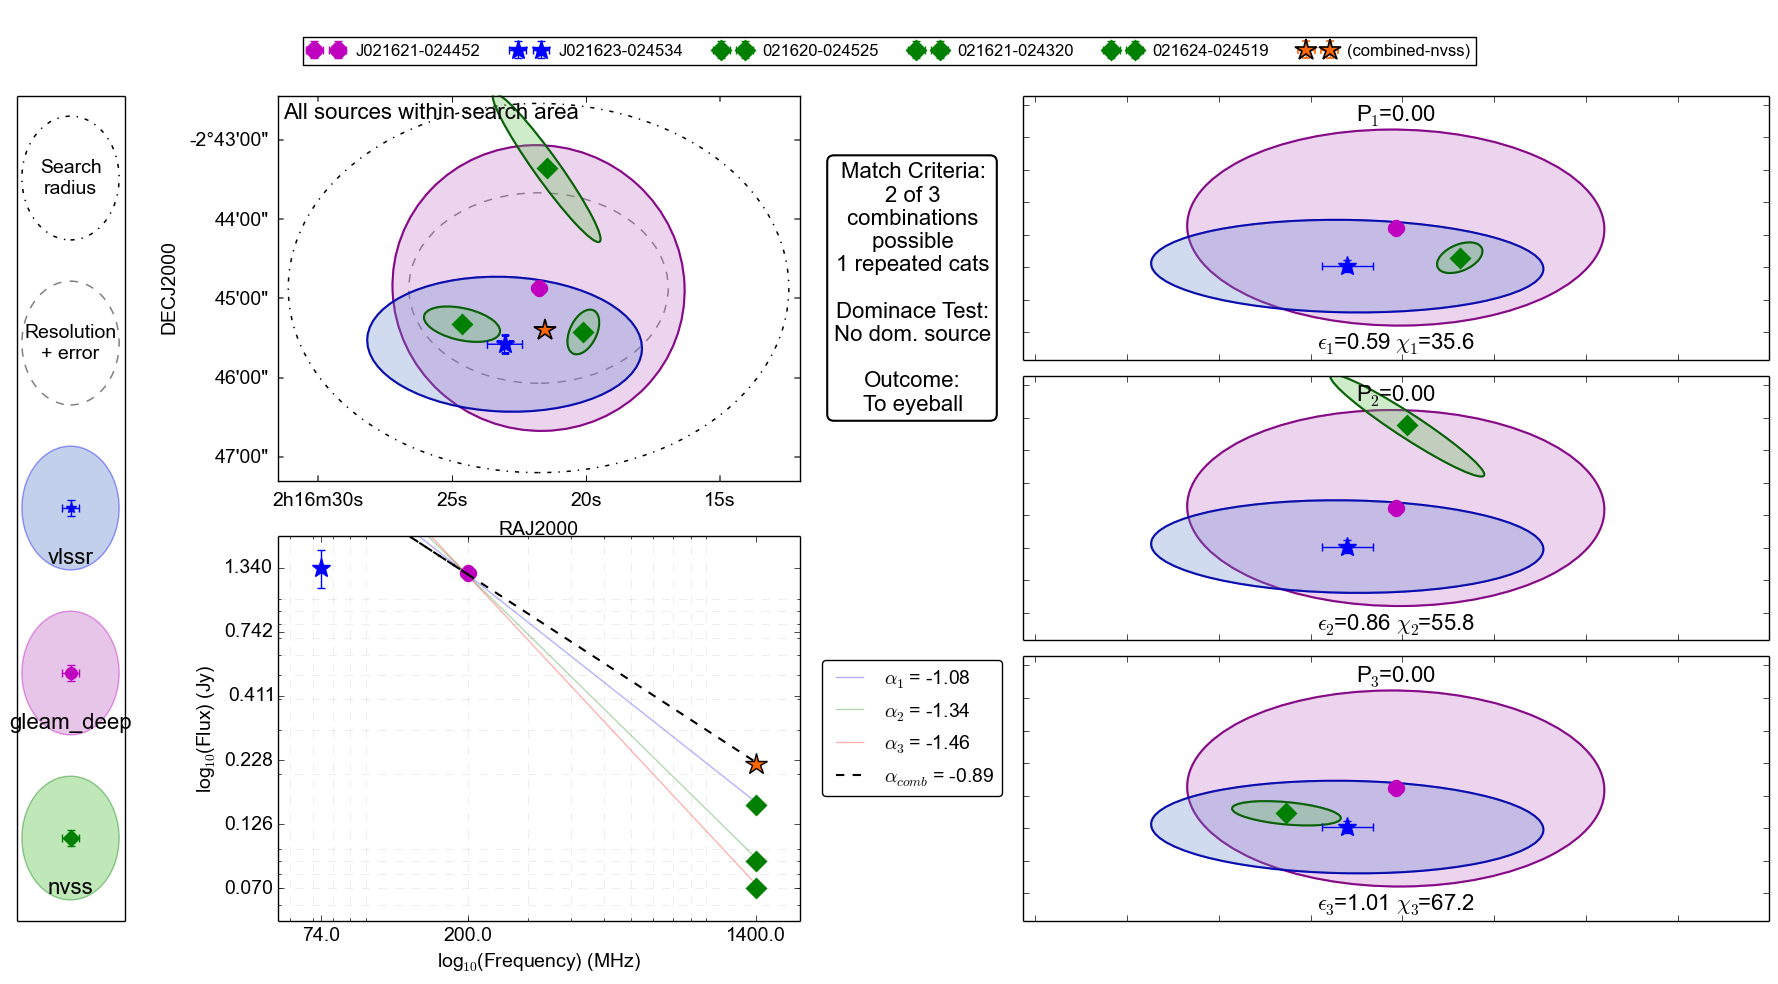 J021621-024452 J021623-024534 021620-024525 021621-024320 021624-024519 (combined-nvss)
Search
radius
Resolution
+ error
vlssr
gleam_deep
nvss
All sources within search area
DECJ2000
-2°43'00"
44'00"
45'00"
46'00"
47'00"
2h16m30s 25s 20s 15s
RAJ2000
Match Criteria:
2 of 3
combinations
possible
1 repeated cats
Dominace Test:
No dom. source
Outcome:
To eyeball
log₁₀(Flux) (Jy)
1.340
0.742
0.411
0.228
0.126
0.070
74.0 200.0 1400.0
log₁₀(Frequency) (MHz)
α₁ = -1.08
α₂ = -1.34
α₃ = -1.46
α_comb = -0.89
P₁=0.00
ϵ₁=0.59 χ₁=35.6
P₂=0.00
ϵ₂=0.86 χ₂=55.8
P₃=0.00
ϵ₃=1.01 χ₃=67.2